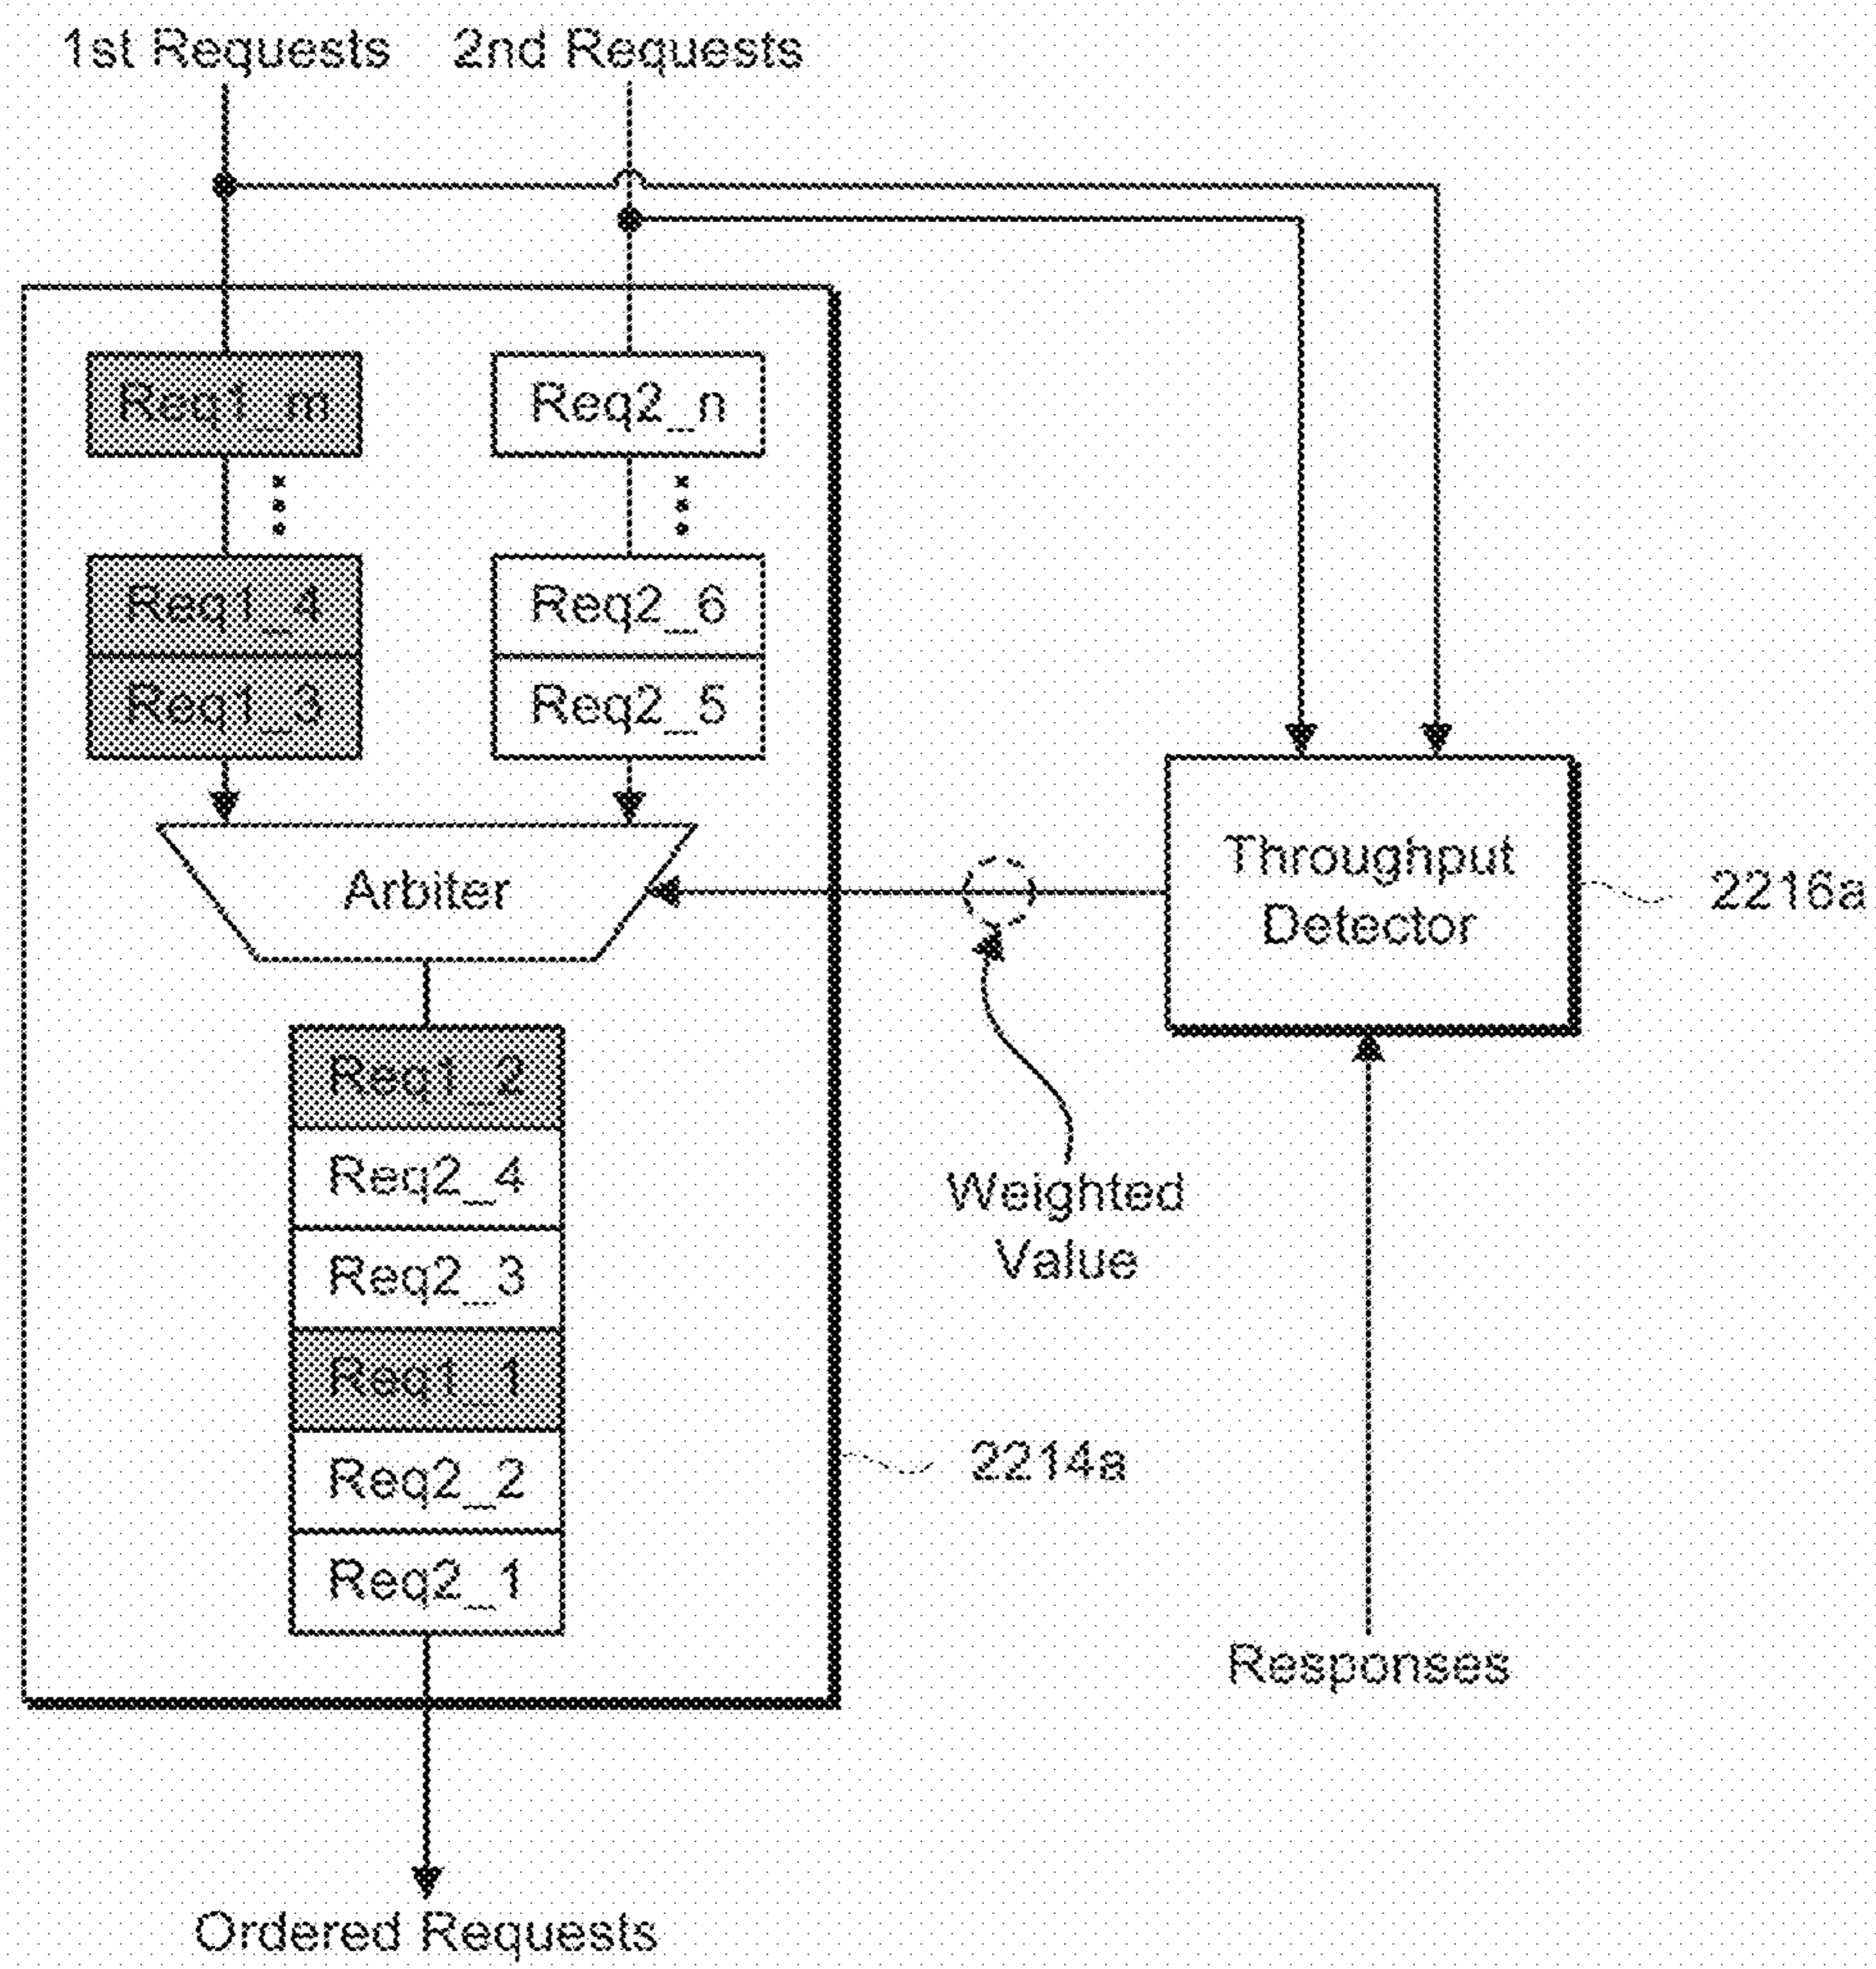 1st Requests
2nd Requests
Req1_m
Req2_n
Req1_4
Req2_6
Req1_3
Req2_5
Arbiter
Throughput
Detector
2216a
Req1_2
Req2_4
Weighted
Value
Req2_3
Req1_1
Req2_2
2214a
Req2_1
Responses
Ordered Requests